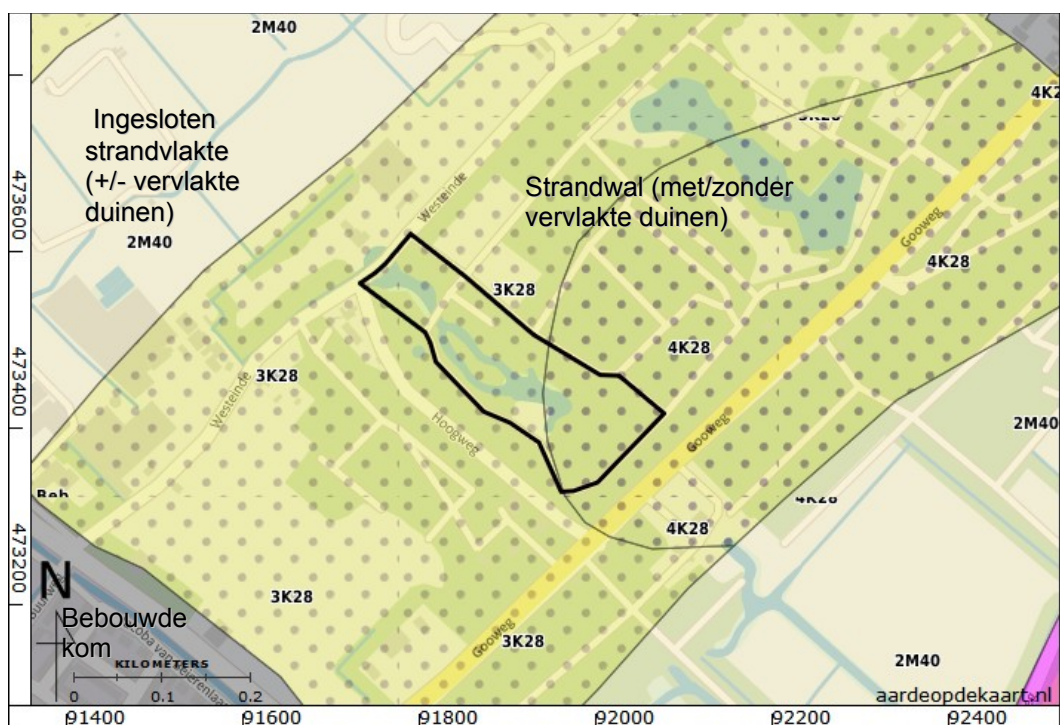 2M40
4K2
Ingesloten
strandvlakte
(+/- vervlakte
duinen)
2M40
Westeinde
Strandwal (met/zonder
vervlakte duinen)
Gooweg
473600
4K28
3K28
4K28
3K28
Westeinde
473400
Hoogweg
Gooweg
2M40
Beb
4K28
4K28
473200
N
3K28
Bebouwde
kom
3K28
Gooweg
KILOMETERS
0 0.1 0.2
2M40
aardeopdekaart.nl
91400 91600 91800 92000 92200 92400